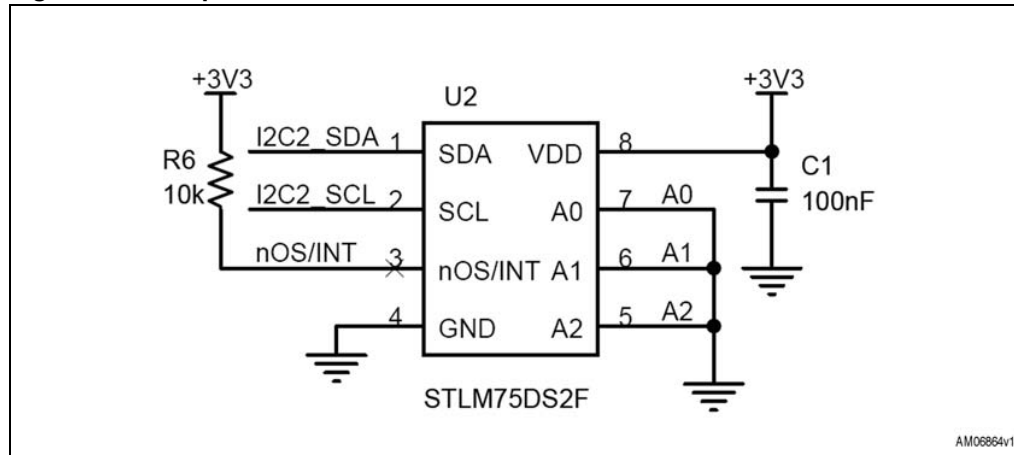 +3V3
+3V3
U2
I2C2_SDA 1
SDA VDD
8
R6
10k
C1
100nF
I2C2_SCL 2
SCL A0
7 A0
nOS/INT 3
nOS/INT A1
6 A1
4
GND A2
5 A2
STLM75DS2F
AM06864v1